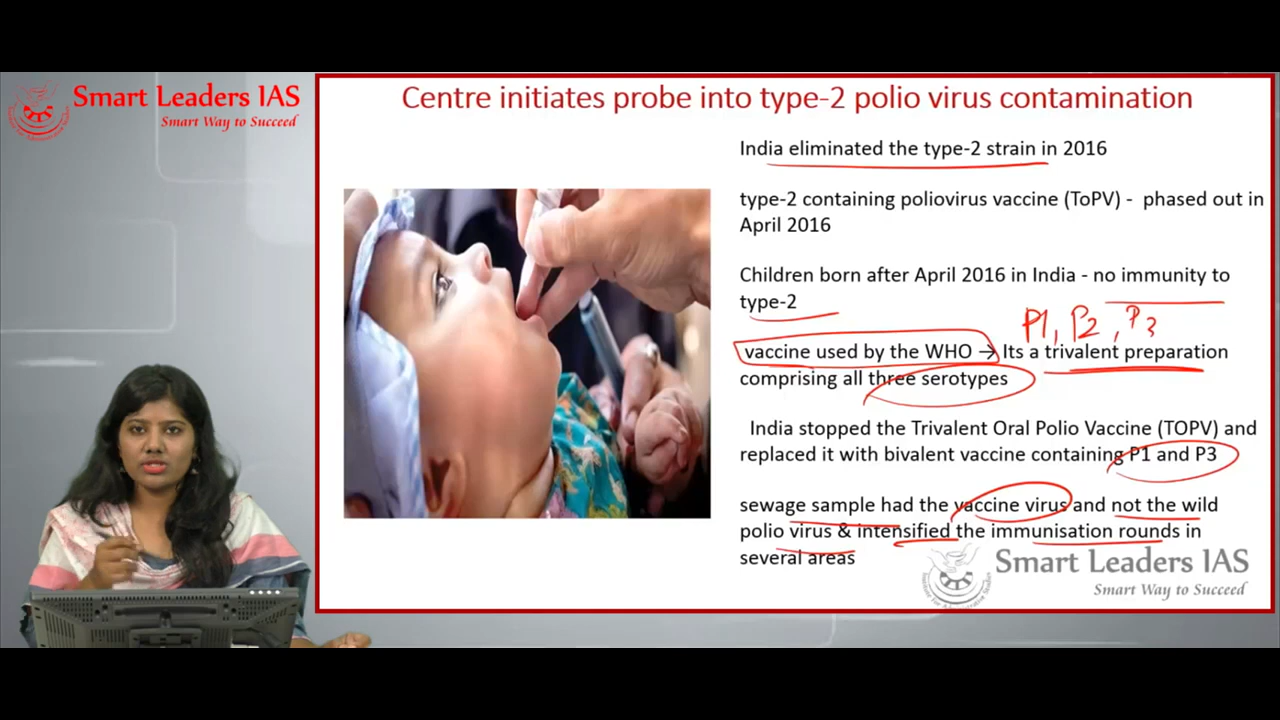 Smart Leaders IAS
Smart Way to Succeed
Centre initiates probe into type-2 polio virus contamination
India eliminated the type-2 strain in 2016
type-2 containing poliovirus vaccine (ToPV) - phased out in
April 2016
Children born after April 2016 in India - no immunity to
type-2
P1, P2, P3
vaccine used by the WHO → Its a trivalent preparation
comprising all three serotypes
India stopped the Trivalent Oral Polio Vaccine (TOPV) and
replaced it with bivalent vaccine containing P1 and P3
sewage sample had the vaccine virus and not the wild
polio virus & intensified the immunisation rounds in
several areas
Smart Leaders IAS
Smart Way to Succeed